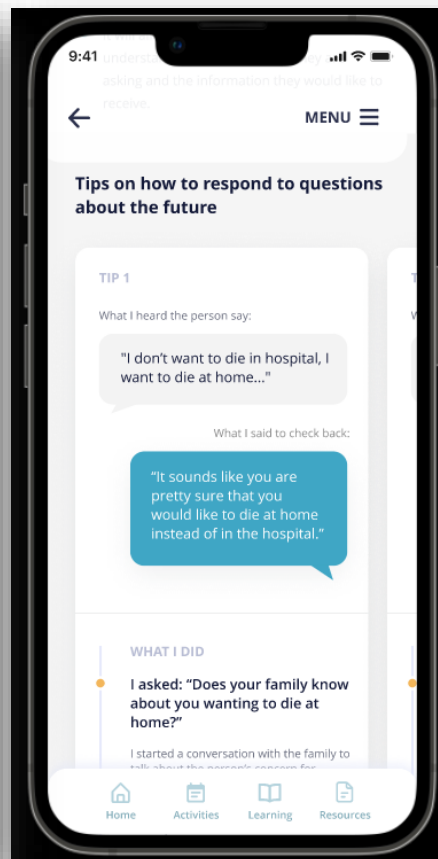 9:41
understa
asking and the information they would like to
receive.
MENU
Tips on how to respond to questions
about the future
TIP 1
What I heard the person say:
"I don't want to die in hospital, I
want to die at home..."
What I said to check back:
“It sounds like you are
pretty sure that you
would like to die at home
instead of in the hospital.”
WHAT I DID
I asked: “Does your family know
about you wanting to die at
home?”
I started a conversation with the family to
talk about the person's concern for
Home Activities Learning Resources